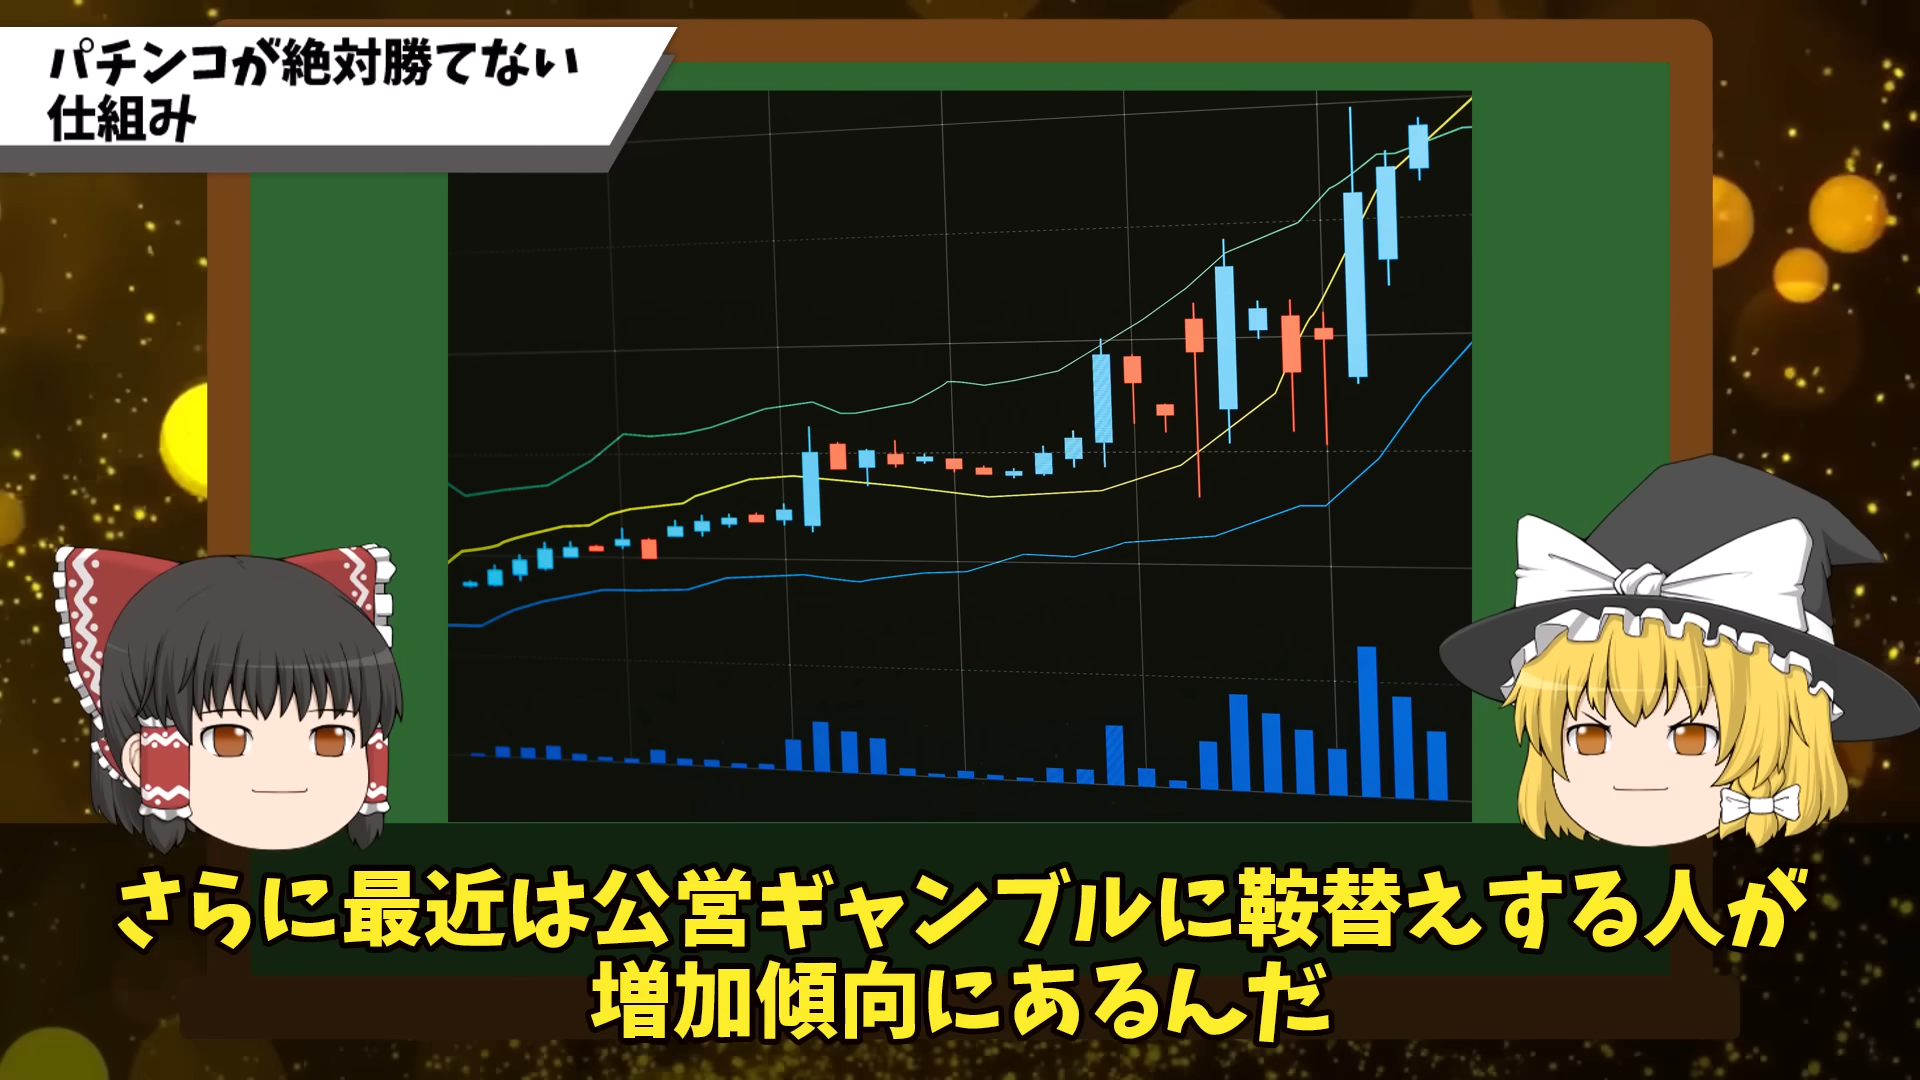 パチンコが絶対勝てない
仕組み
さらに最近は公営ギャンブルに鞍替えする人が
増加傾向にあるんだ